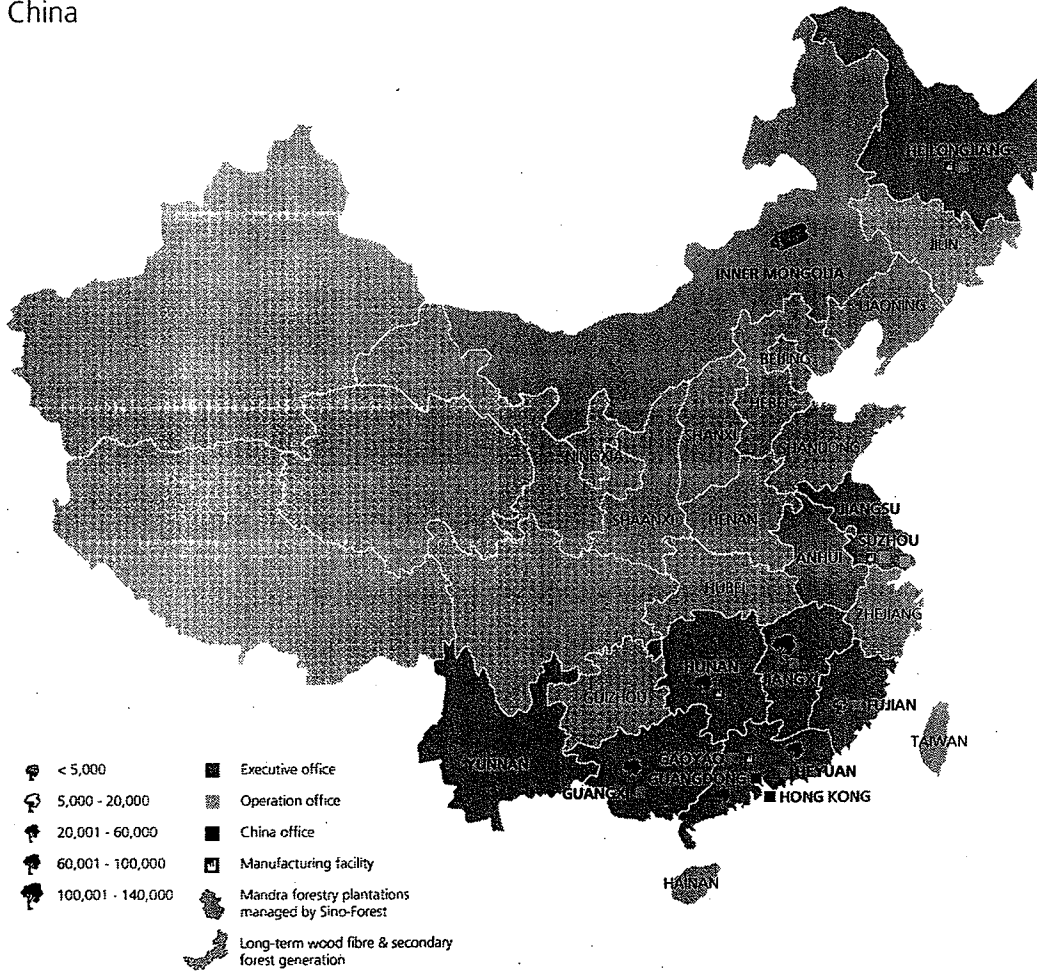 China
HEILONGJIANG
JILIN
INNER MONGOLIA
LIAONING
BEIJING
HEBEI
SHANXI
SHANDONG
NINGXIA
SHAANXI
HENAN
JIANGSU
SUZHOU
ANHUI
HUBEI
ZHEJIANG
HUNAN
JIANGXI
GUIZHOU
FUJIAN
TAIWAN
YUNNAN
GAOYAO
HEYUAN
GUANGDONG
GUANGXI
HONG KONG
HAINAN
< 5,000
5,000 - 20,000
20,001 - 60,000
60,001 - 100,000
100,001 - 140,000
Executive office
Operation office
China office
Manufacturing facility
Mandra forestry plantations
managed by Sino-Forest
Long-term wood fibre & secondary
forest generation